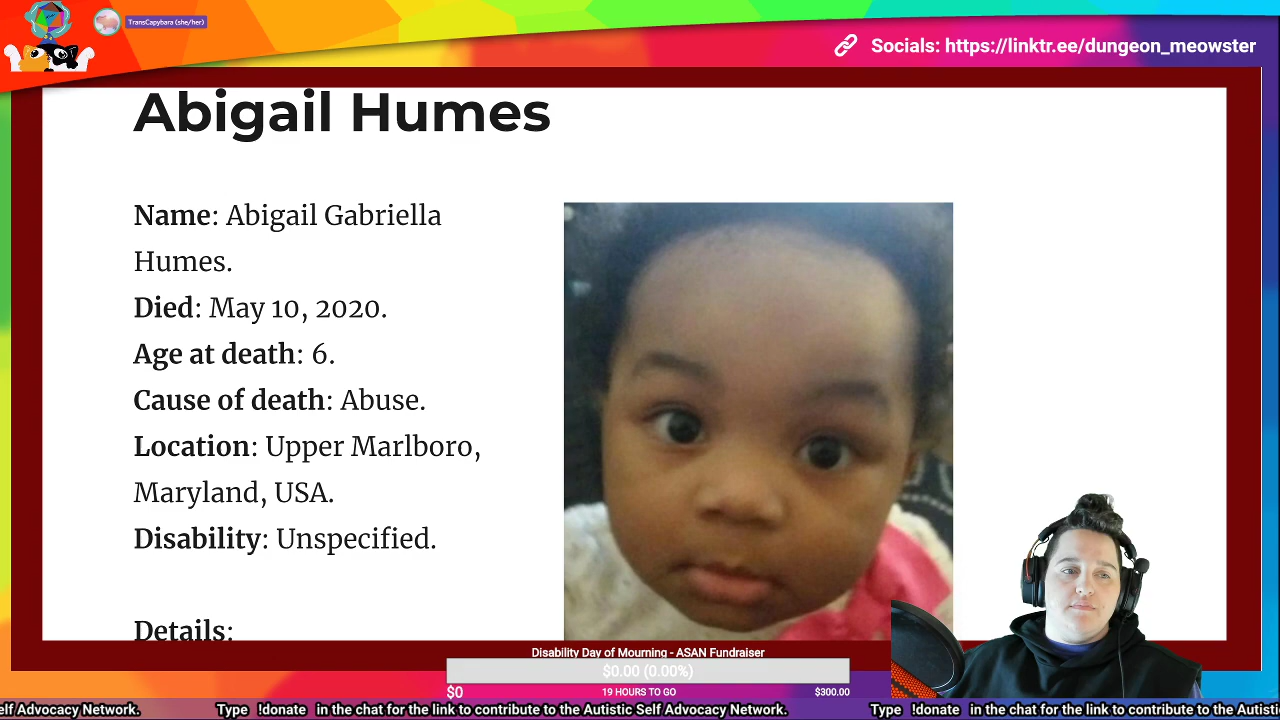 TransCapybara (she/her)
Socials: https://linktr.ee/dungeon_meowster
Abigail Humes
Name: Abigail Gabriella
Humes.
Died: May 10, 2020.
Age at death: 6.
Cause of death: Abuse.
Location: Upper Marlboro,
Maryland, USA.
Disability: Unspecified.
Details:
Disability Day of Mourning - ASAN Fundraiser
$0.00 (0.00%)
$0 19 HOURS TO GO $300.00
elf Advocacy Network. Type !donate in the chat for the link to contribute to the Autistic Self Advocacy Network. Type !donate in the chat for the link to contribute to the Autisti